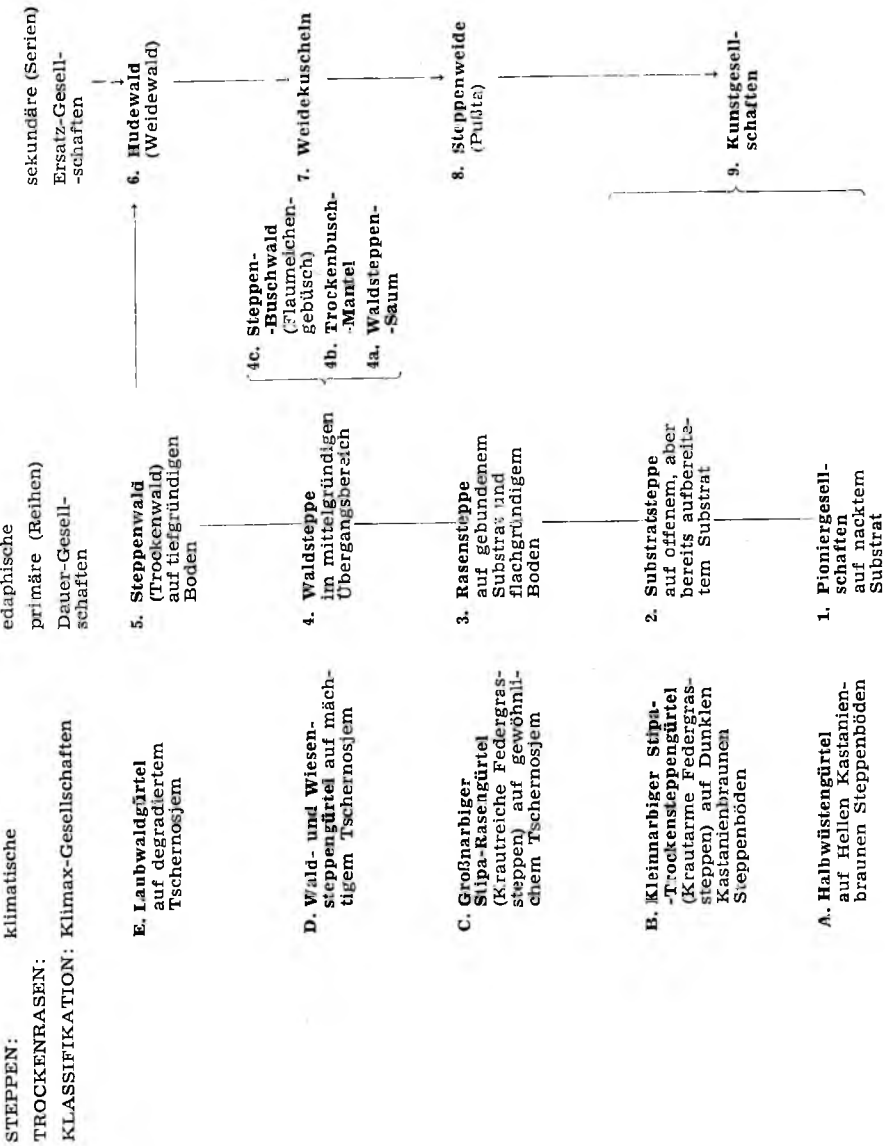 STEPPEN: klimatische edaphische
TROCKENRASEN: primäre (Reihen) sekundäre (Serien)
KLASSIFIKATION: Klimax-Gesellschaften Dauer-Gesell- Ersatz-Gesell-
schaften -schaften
E. Laubwaldgürtel
auf degradiertem
Tschernosjem
5. Steppenwald
(Trockenwald)
auf tiefgründigen
Boden
6. Hudewald
(Weidewald)
D. Wald- und Wiesen-
steppengürtel auf mäch-
tigem Tschernosjem
4. Waldsteppe
im mittelgründigen
Übergangsbereich
4c. Steppen-
-Buschwald
(Flaumeichen-
gebüsch)
4b. Trockenbusch-
-Mantel
4a. Waldsteppen-
-Saum
7. Weidekuscheln
C. Großnarbiger
Stipa-Rasengürtel
(Krautreiche Federgras-
steppen) auf gewöhnli-
chem Tschernosjem
3. Rasensteppe
auf gebundenem
Substrat und
flachgründigem
Boden
8. Steppenweide
(Pußta)
B. Kleinnarbiger Stipa-
-Trockensteppengürtel
(Krautarme Federgras-
steppen) auf Dunklen
Kastanienbraunen
Steppenböden
2. Substratsteppe
auf offenem, aber
bereits aufbereite-
tem Substrat
A. Halbwüstengürtel
auf Hellen Kastanien-
braunen Steppenböden
1. Pioniergesell-
schaften
auf nacktem
Substrat
9. Kunstgesell-
schaften